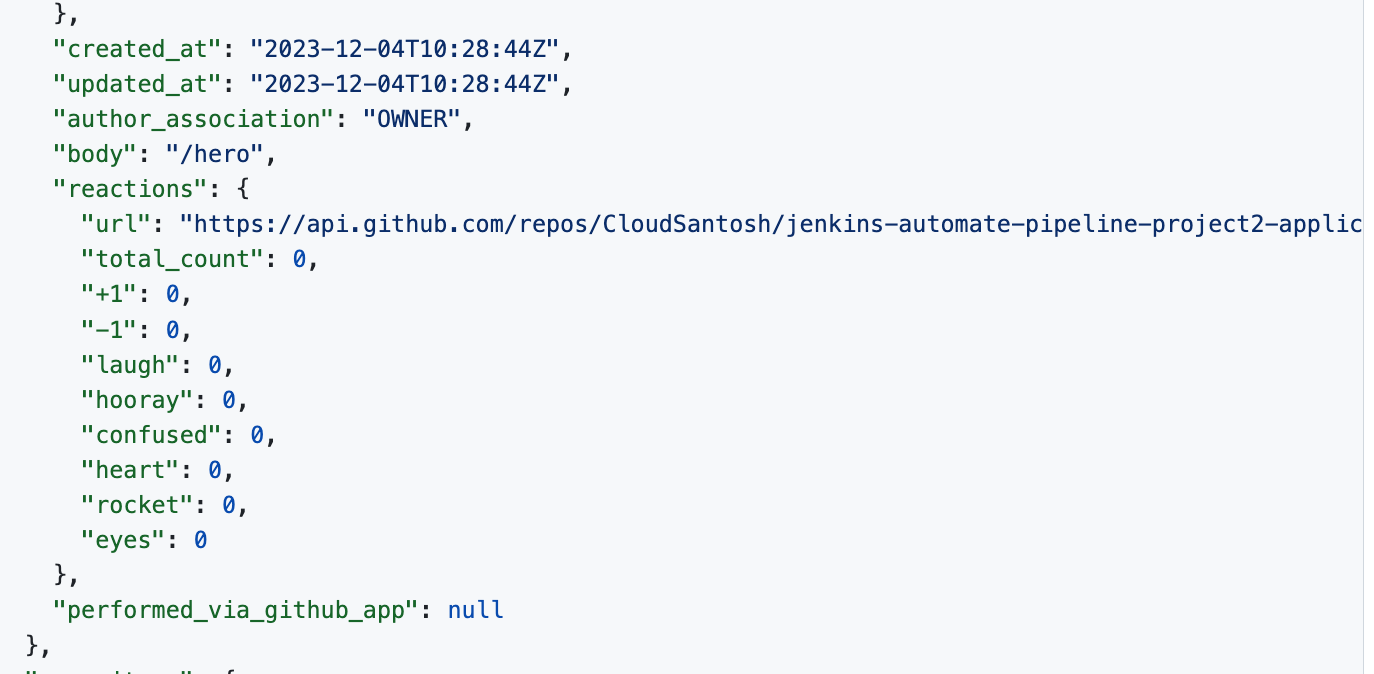 },
"created_at": "2023-12-04T10:28:44Z",
"updated_at": "2023-12-04T10:28:44Z",
"author_association": "OWNER",
"body": "/hero",
"reactions": {
"url": "https://api.github.com/repos/CloudSantosh/jenkins-automate-pipeline-project2-applic
"total_count": 0,
"+1": 0,
"-1": 0,
"laugh": 0,
"hooray": 0,
"confused": 0,
"heart": 0,
"rocket": 0,
"eyes": 0
},
"performed_via_github_app": null
},